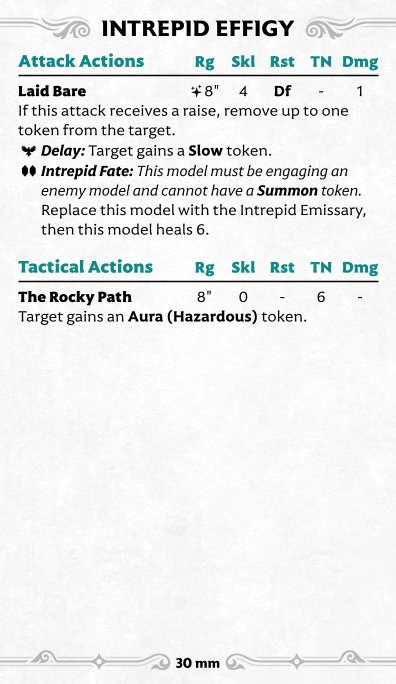 INTREPID EFFIGY
Attack Actions Rg Skl Rst TN Dmg
Laid Bare 8" 4 Df - 1
If this attack receives a raise, remove up to one
token from the target.
Delay: Target gains a Slow token.
Intrepid Fate: This model must be engaging an
enemy model and cannot have a Summon token.
Replace this model with the Intrepid Emissary,
then this model heals 6.
Tactical Actions Rg Skl Rst TN Dmg
The Rocky Path 8" 0 - 6 -
Target gains an Aura (Hazardous) token.
30 mm